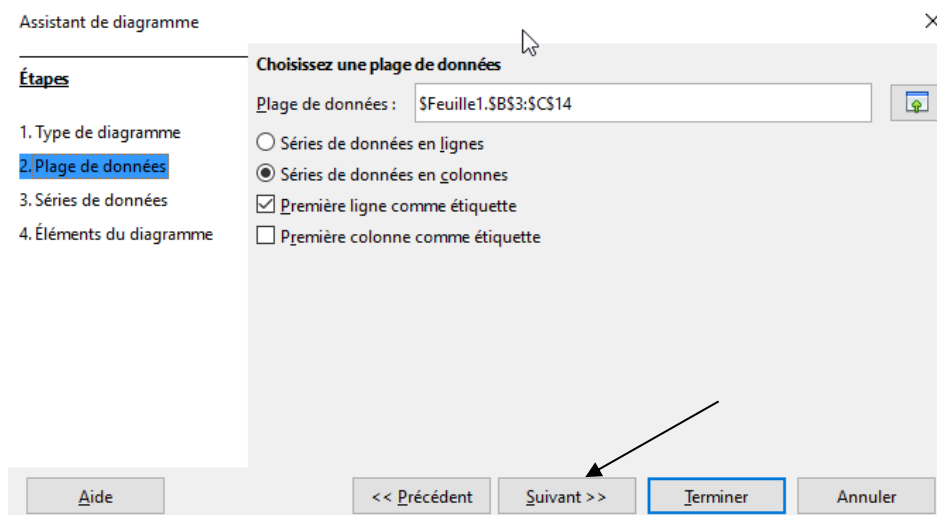 Assistant de diagramme
Étapes
1. Type de diagramme
2. Plage de données
3. Séries de données
4. Éléments du diagramme
Choisissez une plage de données
Plage de données : $Feuille1.$B$3:$C$14
Séries de données en lignes
Séries de données en colonnes
Première ligne comme étiquette
Première colonne comme étiquette
Aide << Précédent Suivant >> Terminer Annuler